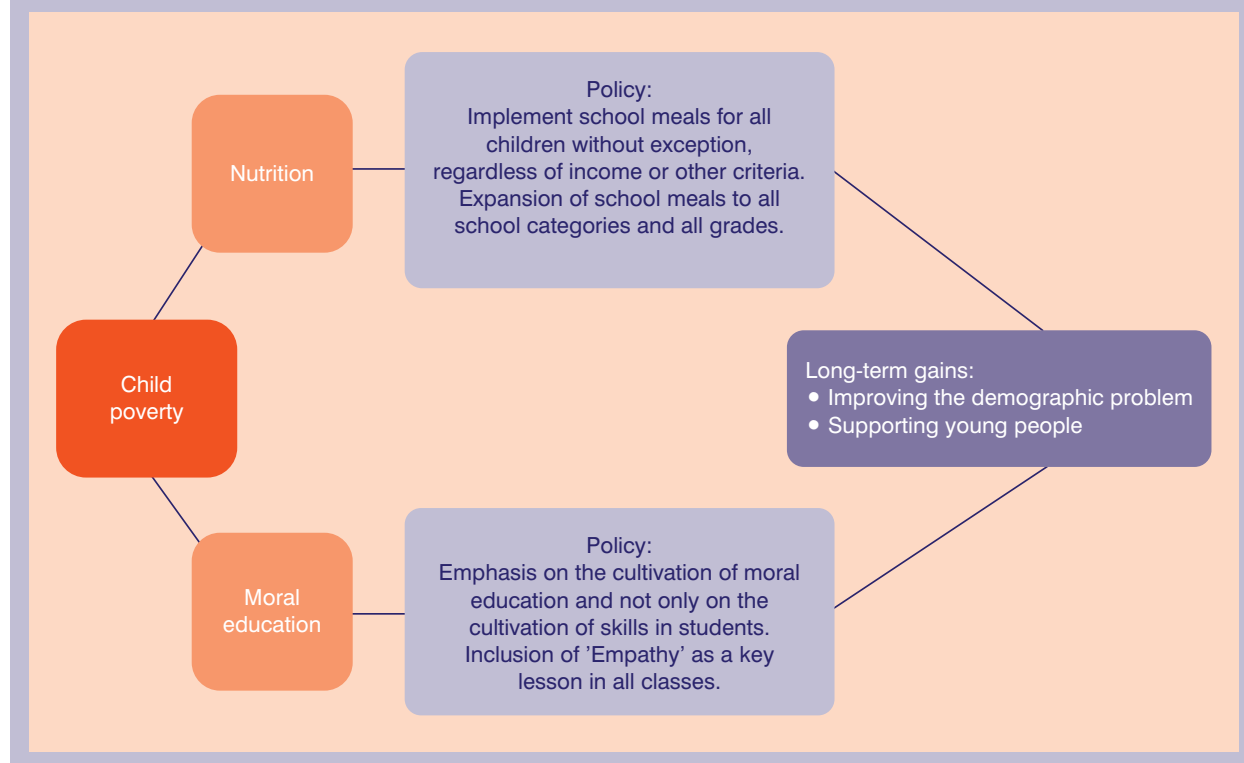 Policy:
Implement school meals for all
children without exception,
regardless of income or other criteria.
Expansion of school meals to all
school categories and all grades.
Nutrition
Child
poverty
Long-term gains:
• Improving the demographic problem
• Supporting young people
Moral
education
Policy:
Emphasis on the cultivation of moral
education and not only on the
cultivation of skills in students.
Inclusion of ’Empathy’ as a key
lesson in all classes.